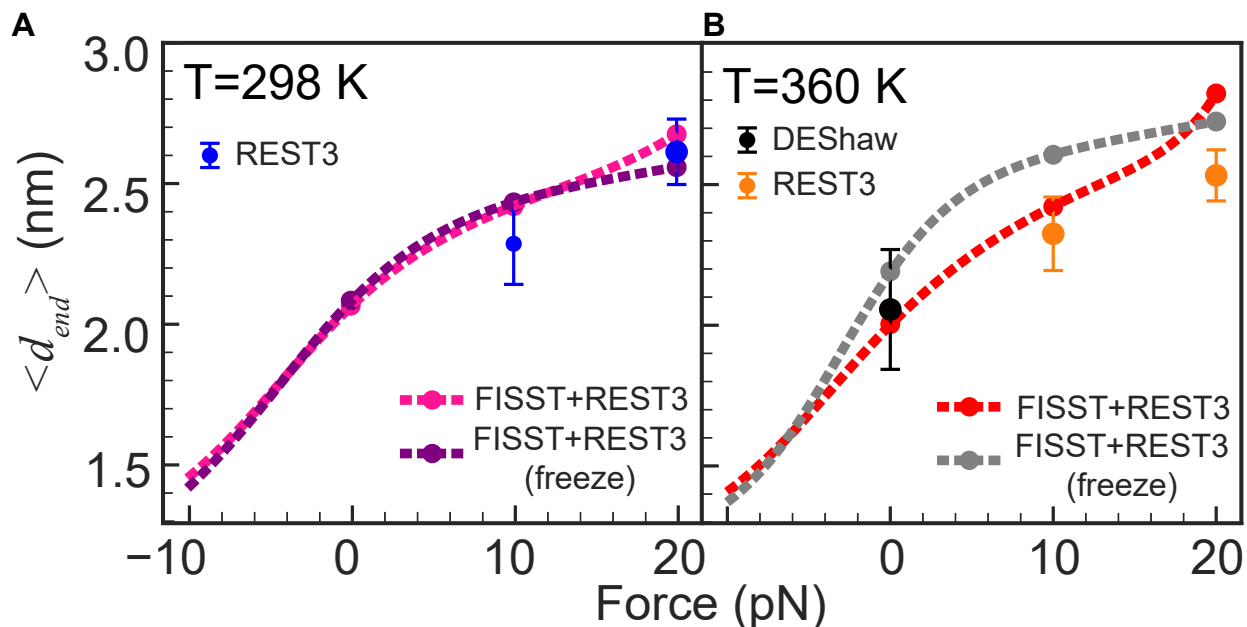 A
B
<d_end> (nm)
3.0
2.5
2.0
1.5
T=298 K
REST3
FISST+REST3
FISST+REST3
(freeze)
T=360 K
DEShaw
REST3
FISST+REST3
FISST+REST3
(freeze)
−10
0
10
20
0
10
20
Force (pN)